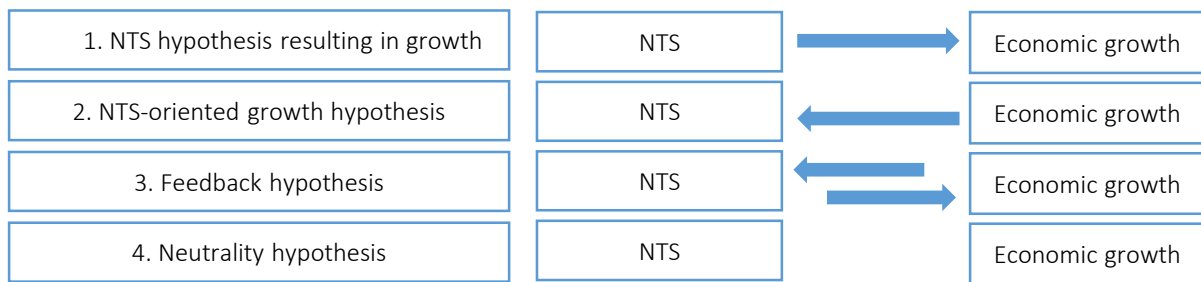 1. NTS hypothesis resulting in growth NTS Economic growth
2. NTS-oriented growth hypothesis NTS Economic growth
3. Feedback hypothesis NTS Economic growth
4. Neutrality hypothesis NTS Economic growth